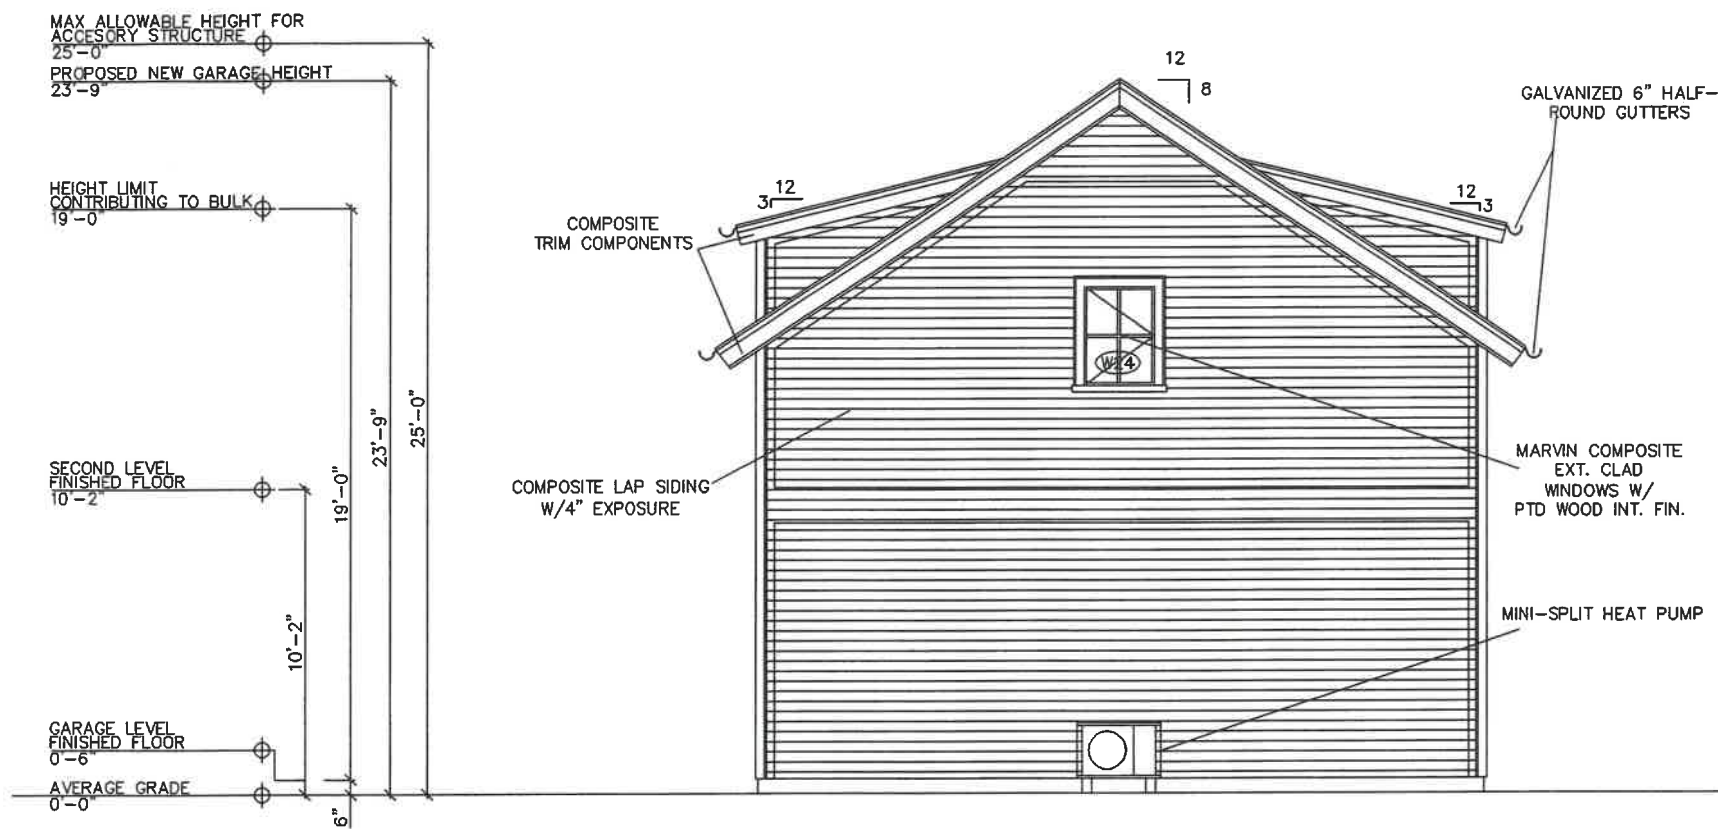 MAX ALLOWABLE HEIGHT FOR
ACCESORY STRUCTURE
25'-0"
PROPOSED NEW GARAGE HEIGHT
23'-9"
HEIGHT LIMIT
CONTRIBUTING TO BULK
19'-0"
SECOND LEVEL
FINISHED FLOOR
10'-2"
GARAGE LEVEL
FINISHED FLOOR
0'-6"
AVERAGE GRADE
0'-0"
6"
10'-2"
19'-0"
23'-9"
25'-0"
12
8
12
3
12
3
COMPOSITE
TRIM COMPONENTS
COMPOSITE LAP SIDING
W/4" EXPOSURE
GALVANIZED 6" HALF-
ROUND GUTTERS
MARVIN COMPOSITE
EXT. CLAD
WINDOWS W/
PTD WOOD INT. FIN.
MINI-SPLIT HEAT PUMP